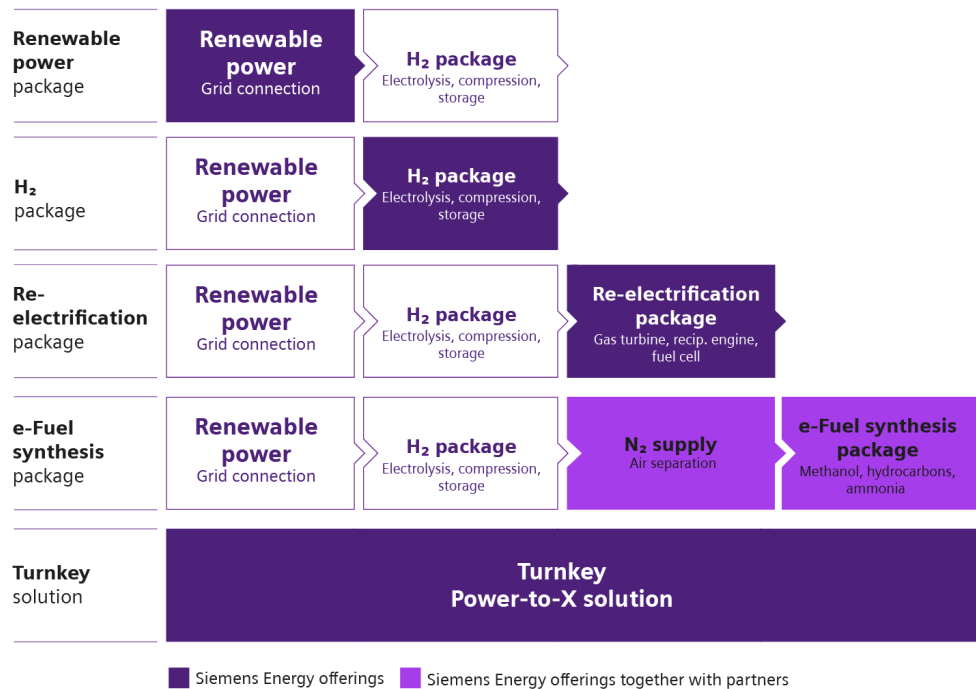 Renewable
power
package
Renewable
power
Grid connection
H₂ package
Electrolysis, compression,
storage
H₂
package
Renewable
power
Grid connection
H₂ package
Electrolysis, compression,
storage
Re-
electrification
package
Renewable
power
Grid connection
H₂ package
Electrolysis, compression,
storage
Re-electrification
package
Gas turbine, recip. engine,
fuel cell
e-Fuel
synthesis
package
Renewable
power
Grid connection
H₂ package
Electrolysis, compression,
storage
N₂ supply
Air separation
e-Fuel synthesis
package
Methanol, hydrocarbons,
ammonia
Turnkey
solution
Turnkey
Power-to-X solution
Siemens Energy offerings
Siemens Energy offerings together with partners